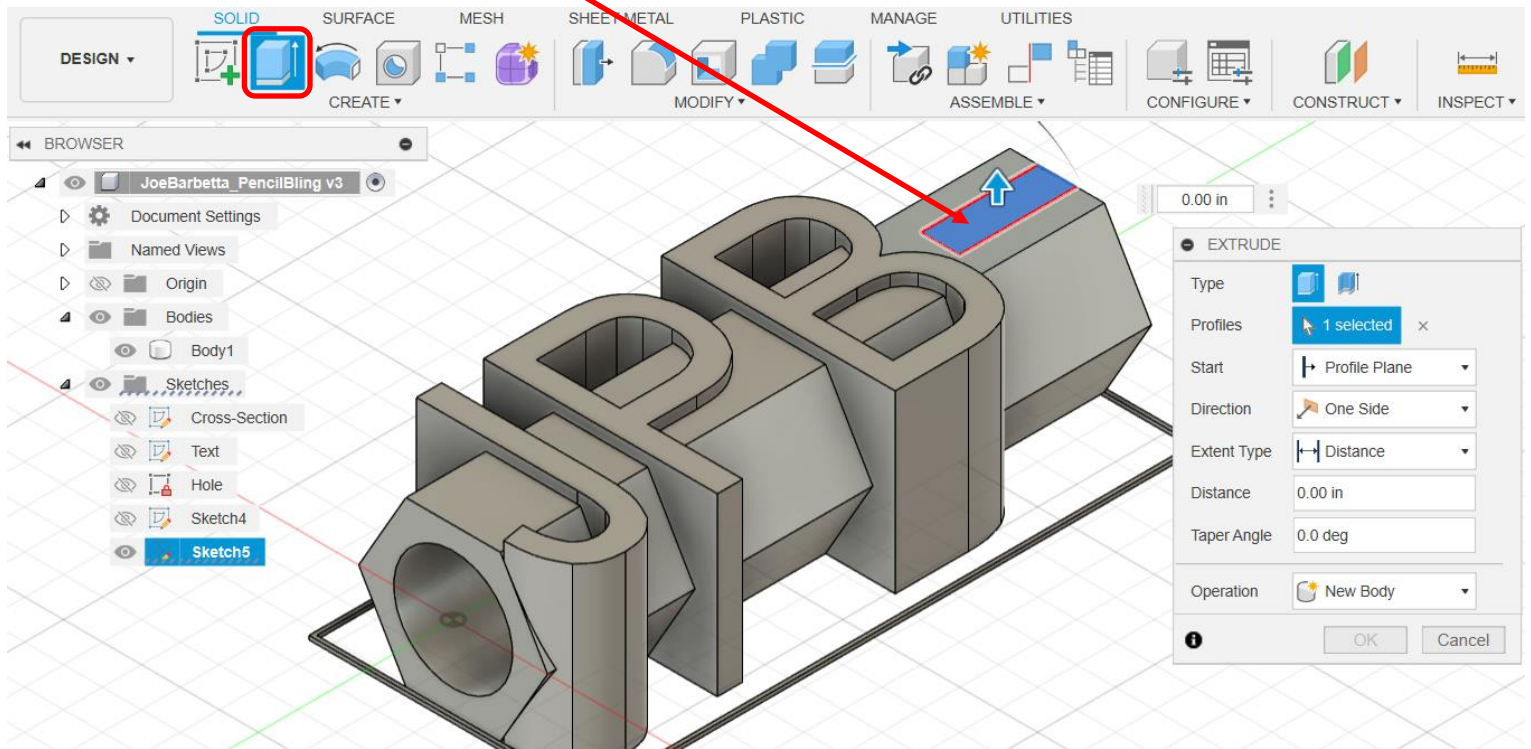 SOLID SURFACE MESH SHEET METAL PLASTIC MANAGE UTILITIES
DESIGN ▾
CREATE ▾ MODIFY ▾ ASSEMBLE ▾ CONFIGURE ▾ CONSTRUCT ▾ INSPECT ▾
BROWSER
JoeBarbetta_PencilBling v3
Document Settings
Named Views
Origin
Bodies
Body1
Sketches
Cross-Section
Text
Hole
Sketch4
Sketch5
0.00 in
EXTRUDE
Type
Profiles 1 selected ×
Start Profile Plane
Direction One Side
Extent Type Distance
Distance 0.00 in
Taper Angle 0.0 deg
Operation New Body
OK Cancel